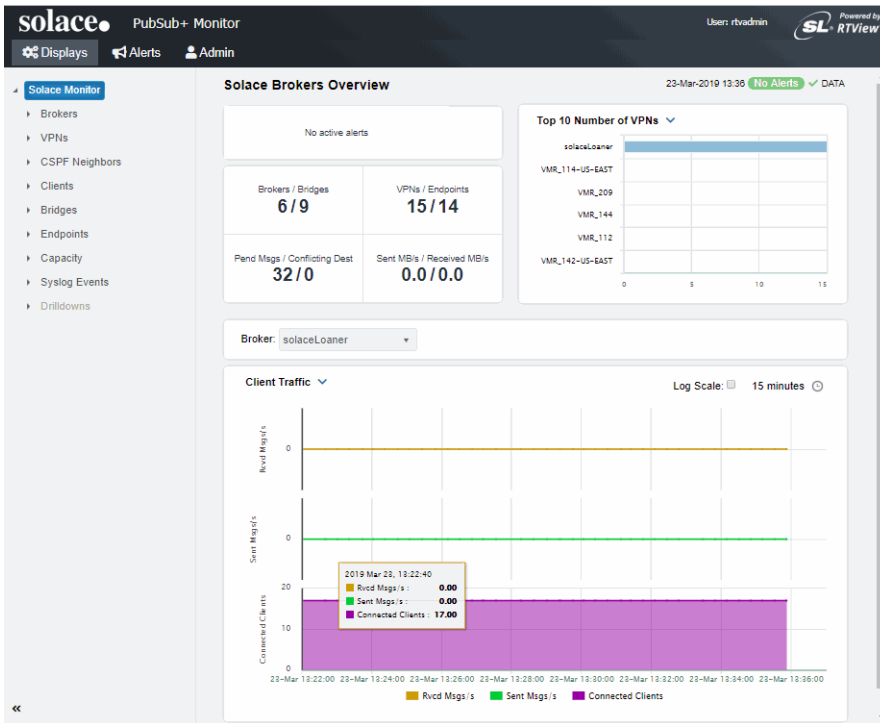 solace. PubSub+ Monitor
User: rtvadmin
SL Powered by RTView
Displays Alerts Admin
Solace Monitor
Brokers
VPNs
CSPF Neighbors
Clients
Bridges
Endpoints
Capacity
Syslog Events
Drilldowns
«
Solace Brokers Overview
23-Mar-2019 13:36 No Alerts DATA
No active alerts
Brokers / Bridges
6/9
VPNs / Endpoints
15/14
Pend Msgs / Conflicting Dest
32/0
Sent MB/s / Received MB/s
0.0/0.0
Top 10 Number of VPNs
solaceLoaner
VMR_114-US-EAST
VMR_209
VMR_144
VMR_112
VMR_142-US-EAST
0 5 10 15
Broker: solaceLoaner
Client Traffic
Log Scale: 15 minutes
Rcvd Msgs/s
0
Sent Msgs/s
0
Connected Clients
20
10
0
2019 Mar 23, 13:22:40
Rvcd Msgs/s : 0.00
Sent Msgs/s : 0.00
Connected Clients : 17.00
23-Mar 13:22:00 23-Mar 13:24:00 23-Mar 13:26:00 23-Mar 13:28:00 23-Mar 13:30:00 23-Mar 13:32:00 23-Mar 13:34:00 23-Mar 13:36:00
Rvcd Msgs/s Sent Msgs/s Connected Clients